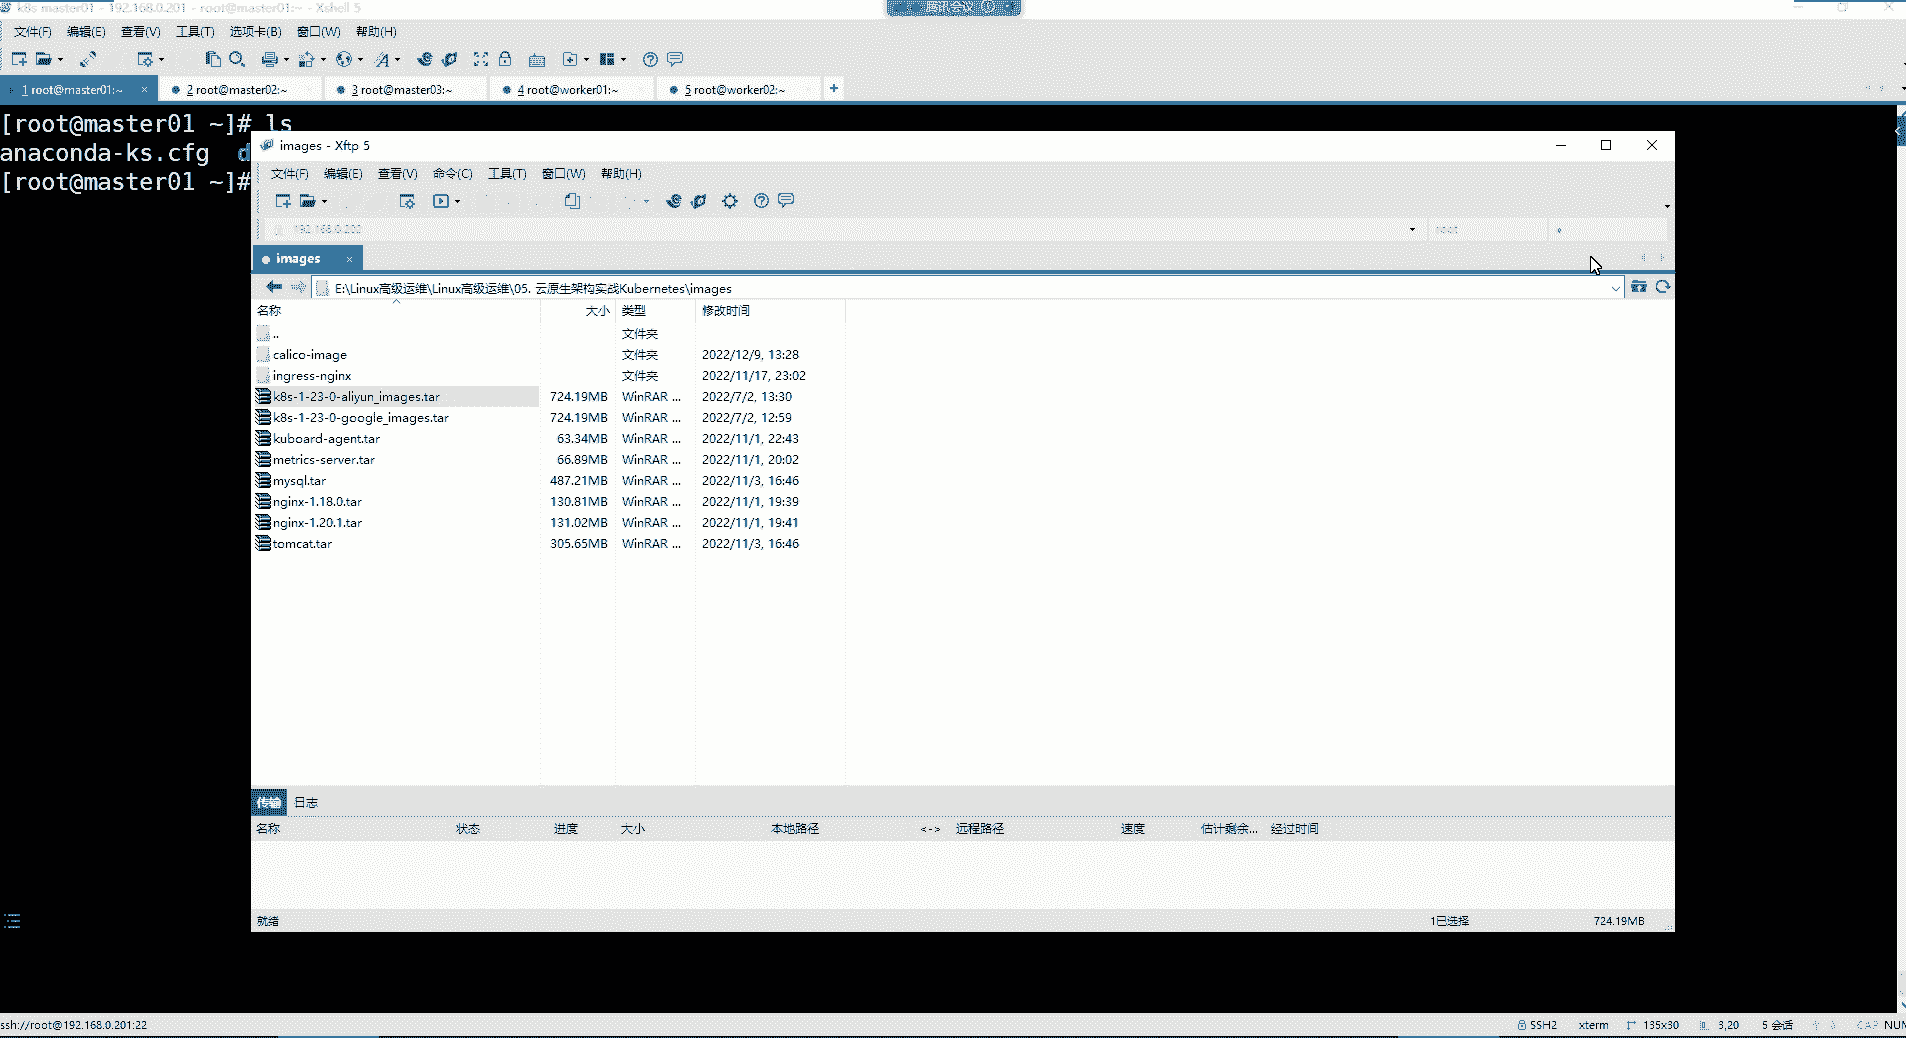 k8s master01 - 192.168.0.201 - root@master01:~ - Xshell 5
腾讯会议
文件(F) 编辑(E) 查看(V) 工具(T) 选项卡(B) 窗口(W) 帮助(H)
1 root@master01:~ × 2 root@master02:~ 3 root@master03:~ 4 root@worker01:~ 5 root@worker02:~ +
[root@master01 ~]# ls
anaconda-ks.cfg d
[root@master01 ~]#
images - Xftp 5
文件(F) 编辑(E) 查看(V) 命令(C) 工具(T) 窗口(W) 帮助(H)
192.168.0.200 root
images ×
E:\Linux高级运维\Linux高级运维\05. 云原生架构实战Kubernetes\images
名称 大小 类型 修改时间
.. 文件夹
calico-image 文件夹 2022/12/9, 13:28
ingress-nginx 文件夹 2022/11/17, 23:02
k8s-1-23-0-aliyun_images.tar 724.19MB WinRAR ... 2022/7/2, 13:30
k8s-1-23-0-google_images.tar 724.19MB WinRAR ... 2022/7/2, 12:59
kuboard-agent.tar 63.34MB WinRAR ... 2022/11/1, 22:43
metrics-server.tar 66.89MB WinRAR ... 2022/11/1, 20:02
mysql.tar 487.21MB WinRAR ... 2022/11/3, 16:46
nginx-1.18.0.tar 130.81MB WinRAR ... 2022/11/1, 19:39
nginx-1.20.1.tar 131.02MB WinRAR ... 2022/11/1, 19:41
tomcat.tar 305.65MB WinRAR ... 2022/11/3, 16:46
传输 日志
名称 状态 进度 大小 本地路径 <-> 远程路径 速度 估计剩余... 经过时间
就绪 1已选择 724.19MB
ssh://root@192.168.0.201:22 SSH2 xterm 135x30 3,20 5 会话 CAP NUM